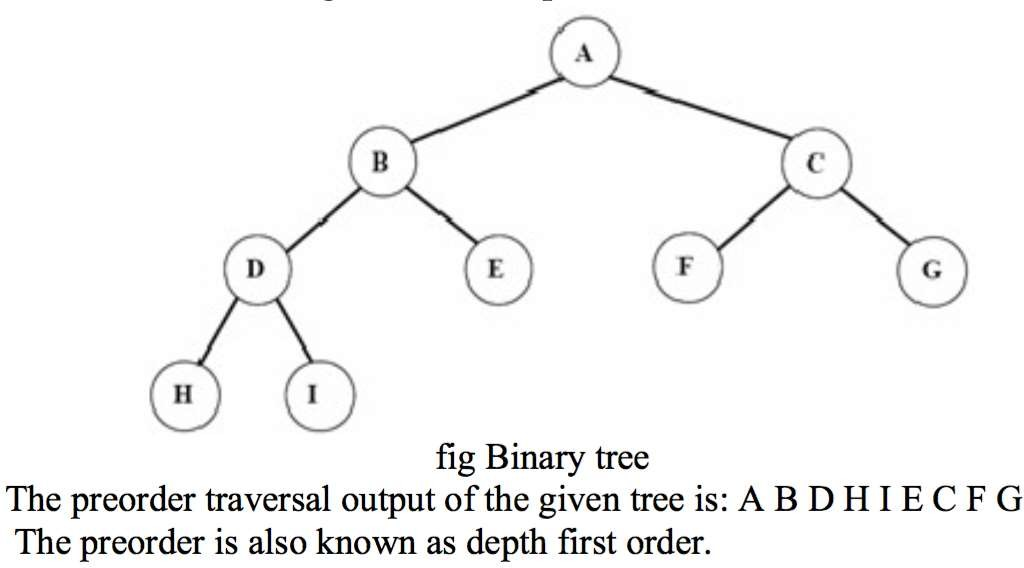 A
B
C
D
E
F
G
H
I
fig Binary tree
The preorder traversal output of the given tree is: A B D H I E C F G
The preorder is also known as depth first order.